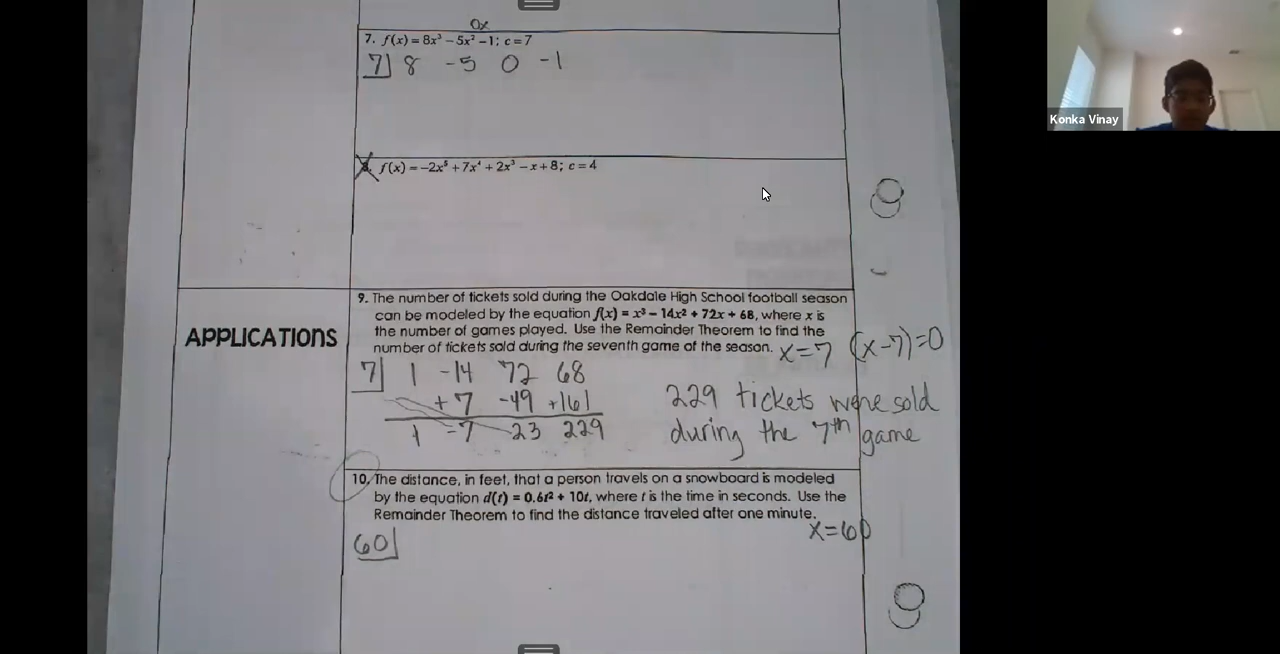 0x
7. f(x) = 8x³ − 5x² − 1; c = 7
7 8 -5 0 -1
f(x) = −2x⁵ + 7x⁴ + 2x³ − x + 8; c = 4
Konka Vinay
APPLICATIONS
9. The number of tickets sold during the Oakdale High School football season
can be modeled by the equation f(x) = x³ − 14x² + 72x + 68, where x is
the number of games played. Use the Remainder Theorem to find the
number of tickets sold during the seventh game of the season.
x=7 (x-7)=0
7 1 -14 72 68
+7 -49 +161
1 -7 23 229
229 tickets were sold
during the 7th game
10. The distance, in feet, that a person travels on a snowboard is modeled
by the equation d(t) = 0.6t² + 10t, where t is the time in seconds. Use the
Remainder Theorem to find the distance traveled after one minute.
x=60
60